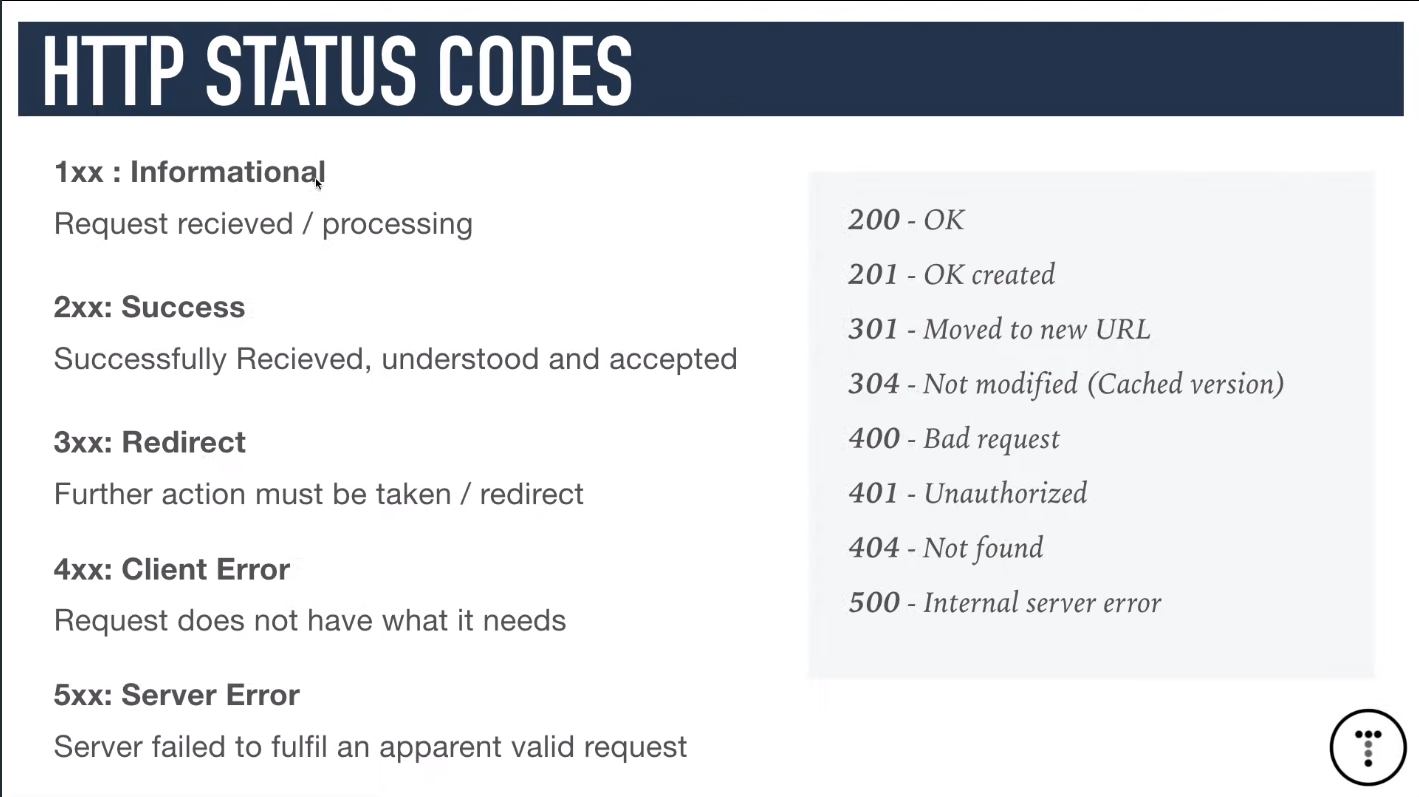 HTTP STATUS CODES
1xx : Informational
Request recieved / processing
2xx: Success
Successfully Recieved, understood and accepted
3xx: Redirect
Further action must be taken / redirect
4xx: Client Error
Request does not have what it needs
5xx: Server Error
Server failed to fulfil an apparent valid request
200 - OK
201 - OK created
301 - Moved to new URL
304 - Not modified (Cached version)
400 - Bad request
401 - Unauthorized
404 - Not found
500 - Internal server error